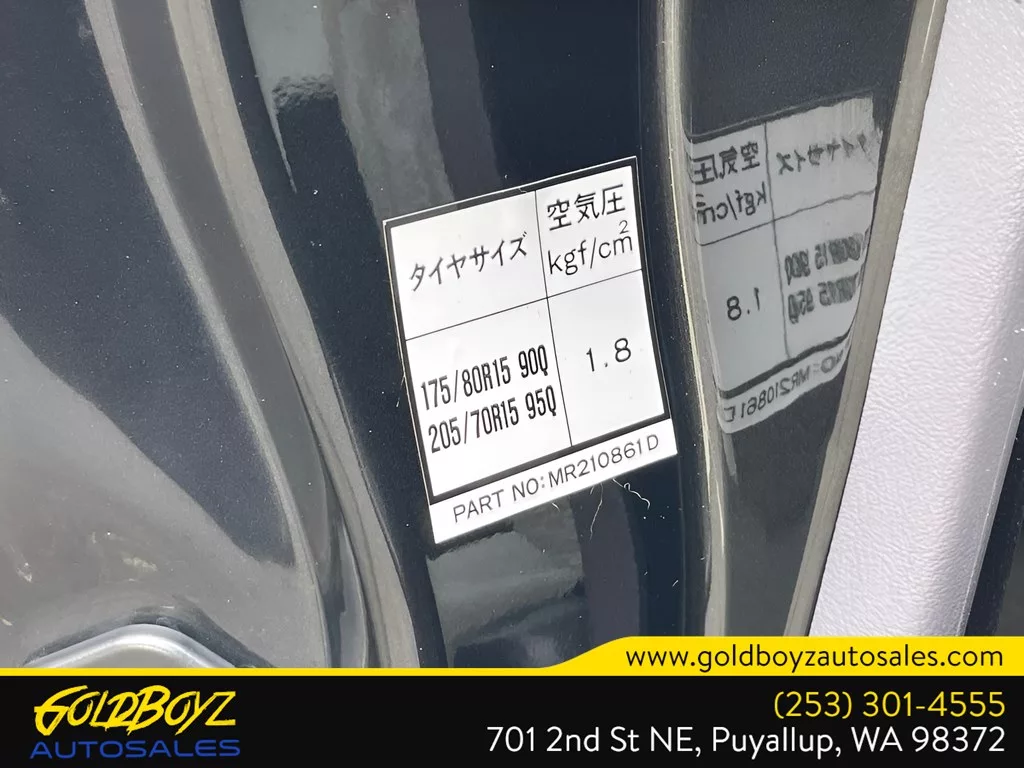 タイヤサイズ
空気圧
kgf/cm²
175/80R15 90Q
205/70R15 95Q
1.8
PART NO:MR210861D
www.goldboyzautosales.com
GOLDBOYZ
AUTOSALES
(253) 301-4555
701 2nd St NE, Puyallup, WA 98372